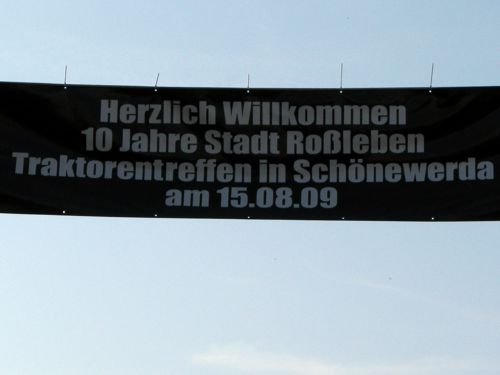 Herzlich Willkommen
10 Jahre Stadt Roßleben
Traktorentreffen in Schönewerda
am 15.08.09